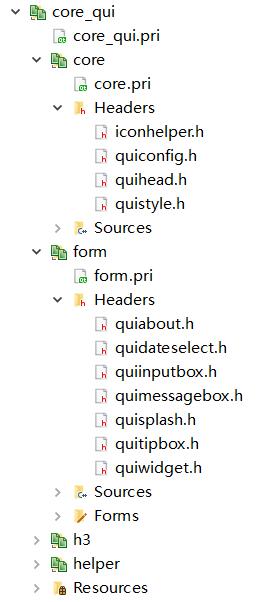 core_qui
core_qui.pri
core
core.pri
Headers
iconhelper.h
quiconfig.h
quihead.h
quistyle.h
Sources
form
form.pri
Headers
quiabout.h
quidateselect.h
quiinputbox.h
quimessagebox.h
quisplash.h
quitipbox.h
quiwidget.h
Sources
Forms
h3
helper
Resources